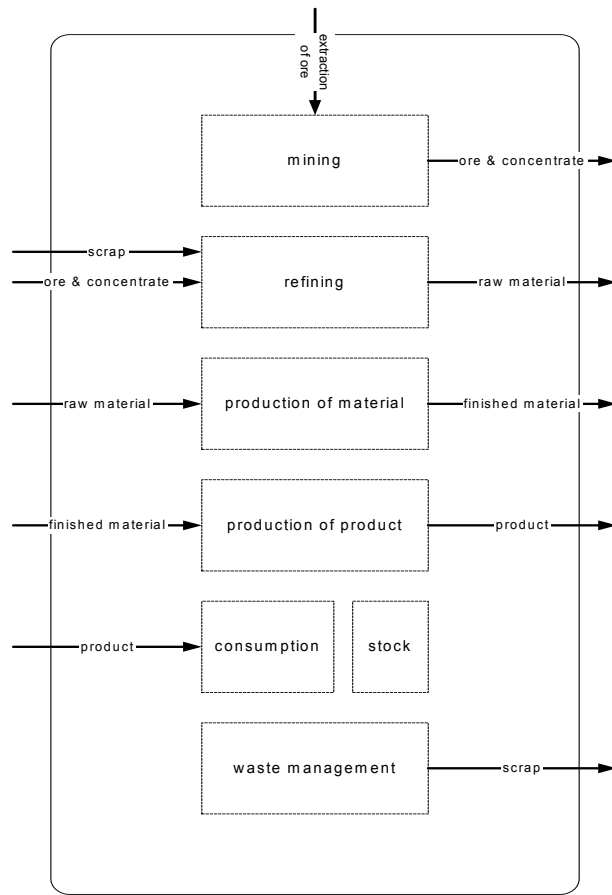 extraction
of ore
mining
ore & concentrate
scrap
ore & concentrate
refining
raw material
raw material
production of material
finished material
finished material
production of product
product
product
consumption
stock
waste management
scrap